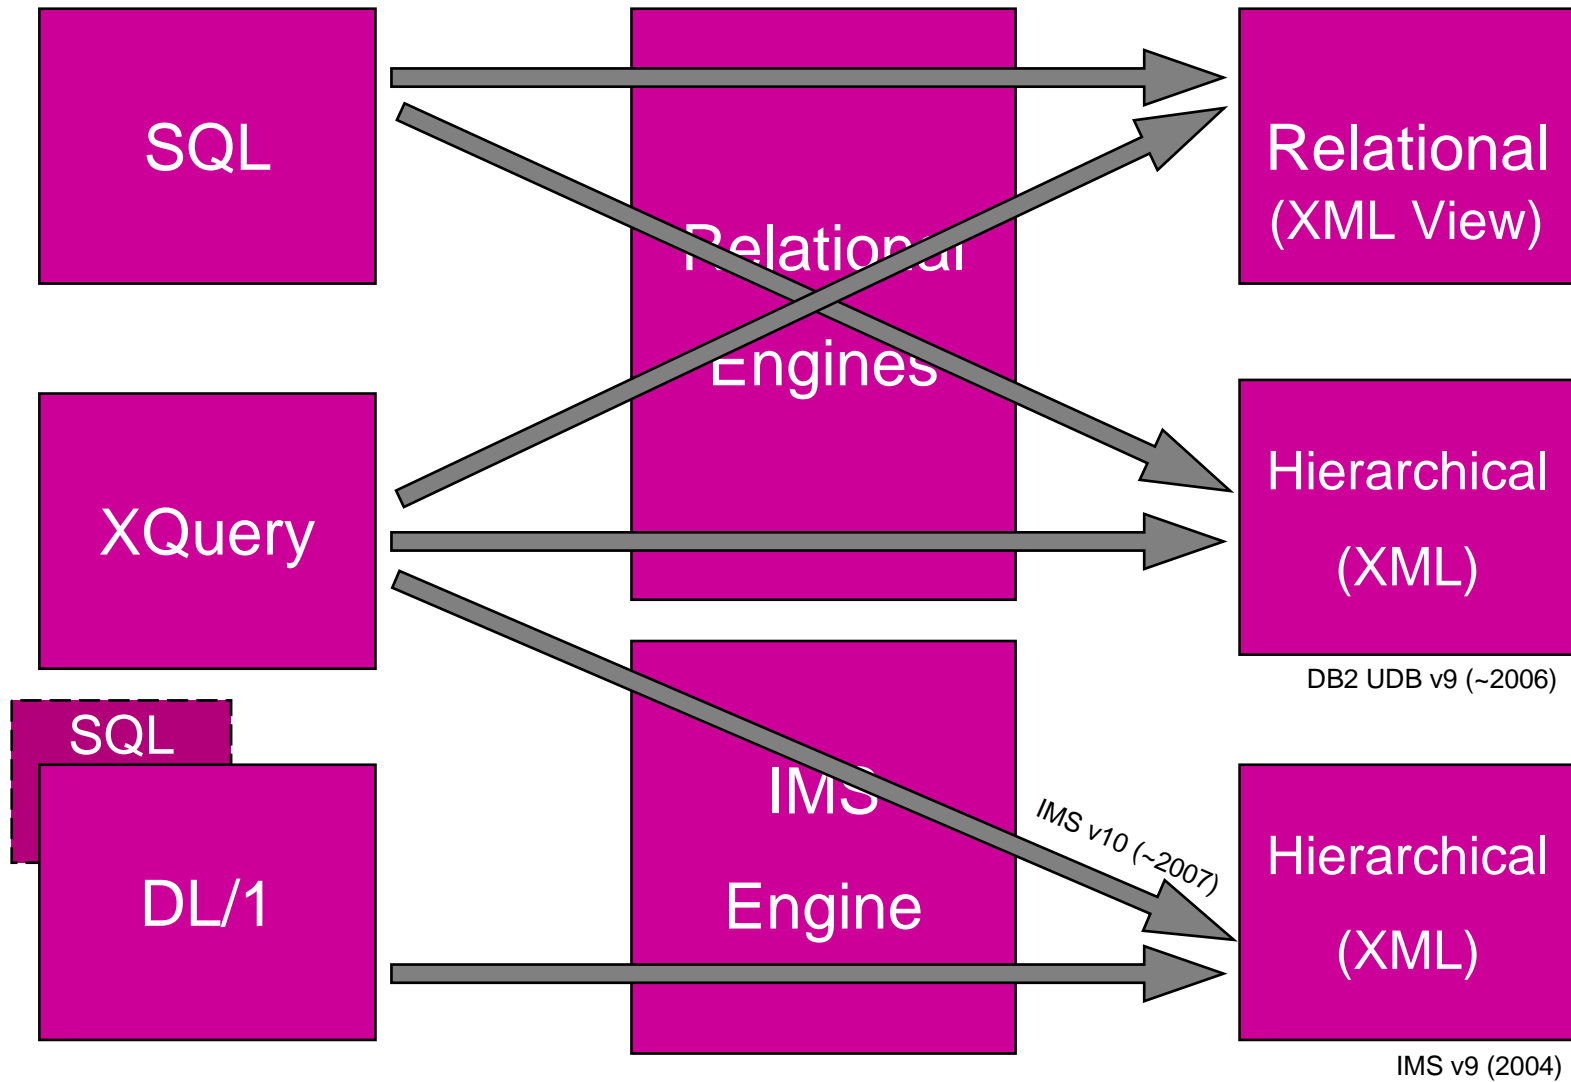 SQL
XQuery
SQL
DL/1
Relational
Engines
IMS
Engine
IMS v10 (~2007)
Relational
(XML View)
Hierarchical
(XML)
DB2 UDB v9 (~2006)
Hierarchical
(XML)
IMS v9 (2004)